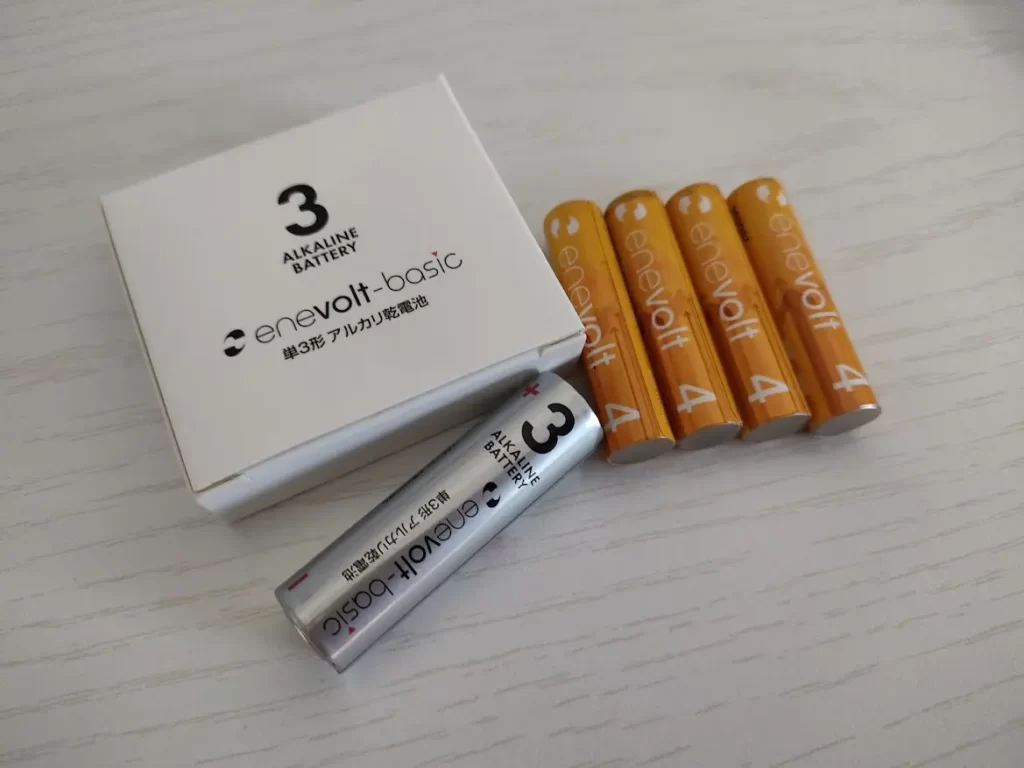 3
ALKALINE
BATTERY
enevolt-basic
単3形 アルカリ乾電池
+
3
ALKALINE
BATTERY
enevolt-basic
単3形 アルカリ乾電池
-
enevolt
4
enevolt
4
enevolt
4
enevolt
4